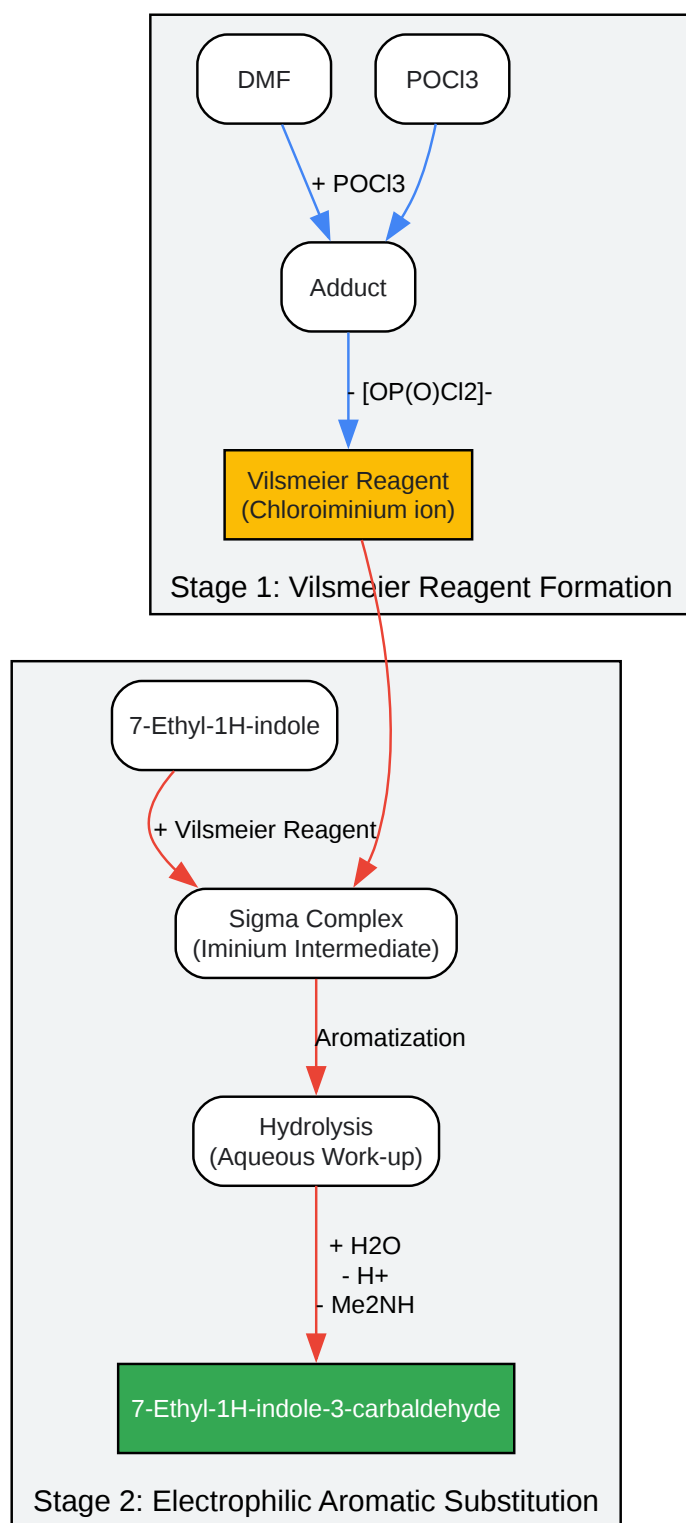 DMF
POCl3
+ POCl3
Adduct
- [OP(O)Cl2]-
Vilsmeier Reagent
(Chloroiminium ion)
Stage 1: Vilsmeier Reagent Formation
7-Ethyl-1H-indole
+ Vilsmeier Reagent
Sigma Complex
(Iminium Intermediate)
Aromatization
Hydrolysis
(Aqueous Work-up)
+ H2O
- H+
- Me2NH
7-Ethyl-1H-indole-3-carbaldehyde
Stage 2: Electrophilic Aromatic Substitution